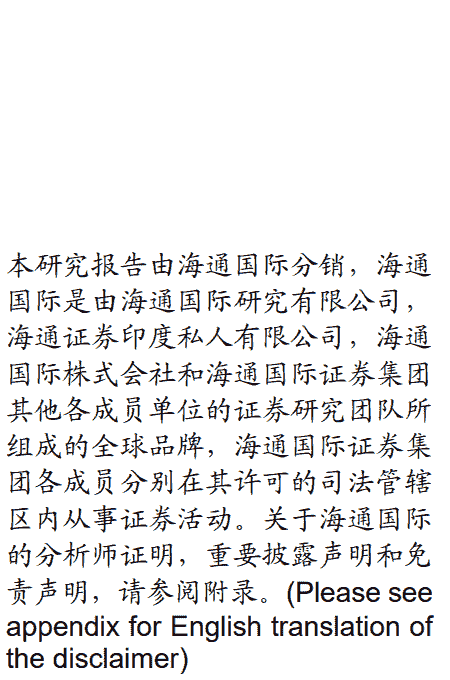 本研究报告由海通国际分销，海通
国际是由海通国际研究有限公司，
海通证券印度私人有限公司，海通
国际株式会社和海通国际证券集团
其他各成员单位的证券研究团队所
组成的全球品牌，海通国际证券集
团各成员分别在其许可的司法管辖
区内从事证券活动。关于海通国际
的分析师证明，重要披露声明和免
责声明，请参阅附录。(Please see
appendix for English translation of
the disclaimer)